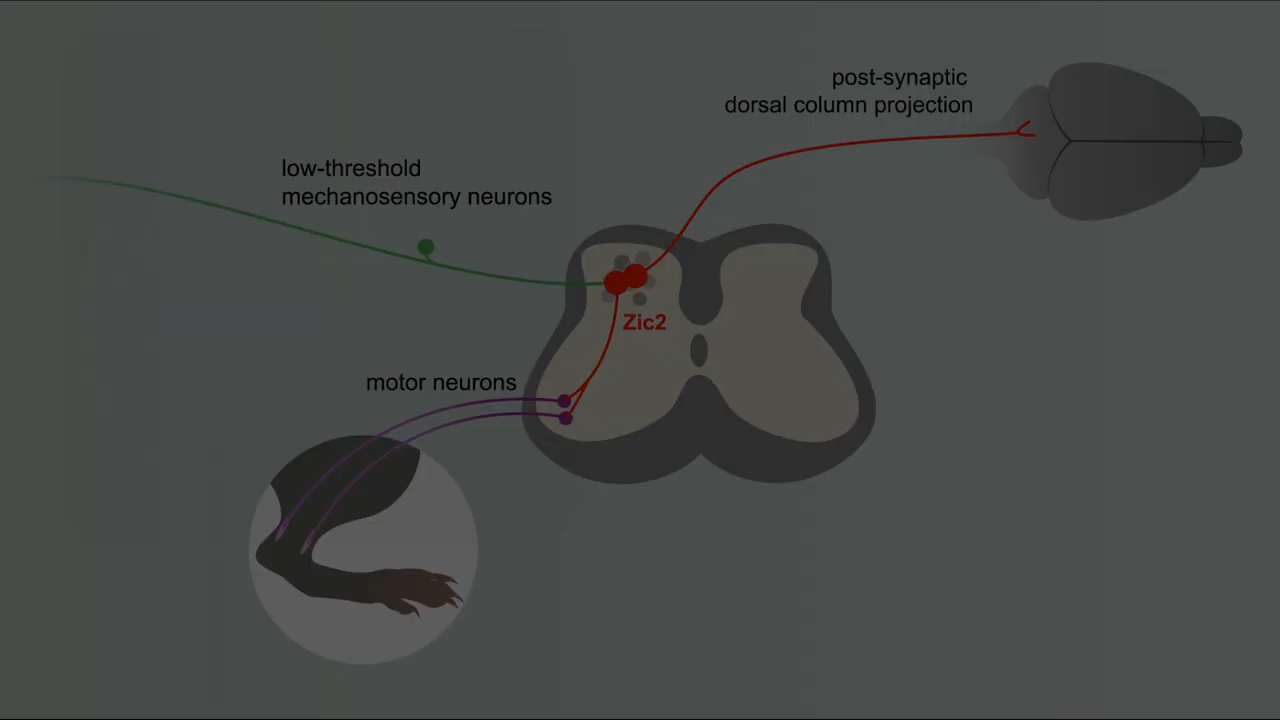 post-synaptic
dorsal column projection
low-threshold
mechanosensory neurons
Zic2
motor neurons